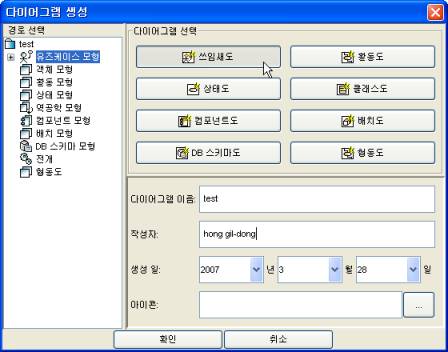 다이어그램 생성
경로 선택
test
유즈케이스 모형
객체 모형
활동 모형
상태 모형
역공학 모형
컴포넌트 모형
배치 모형
DB 스키마 모형
전개
협동도
다이어그램 선택
쓰임새도
활동도
상태도
클래스도
컴포넌트도
배치도
DB 스키마도
협동도
다이어그램 이름:
test
작성자:
hong gil-dong
생성 일:
2007 년 3 월 28 일
아이콘:
...
확인
취소